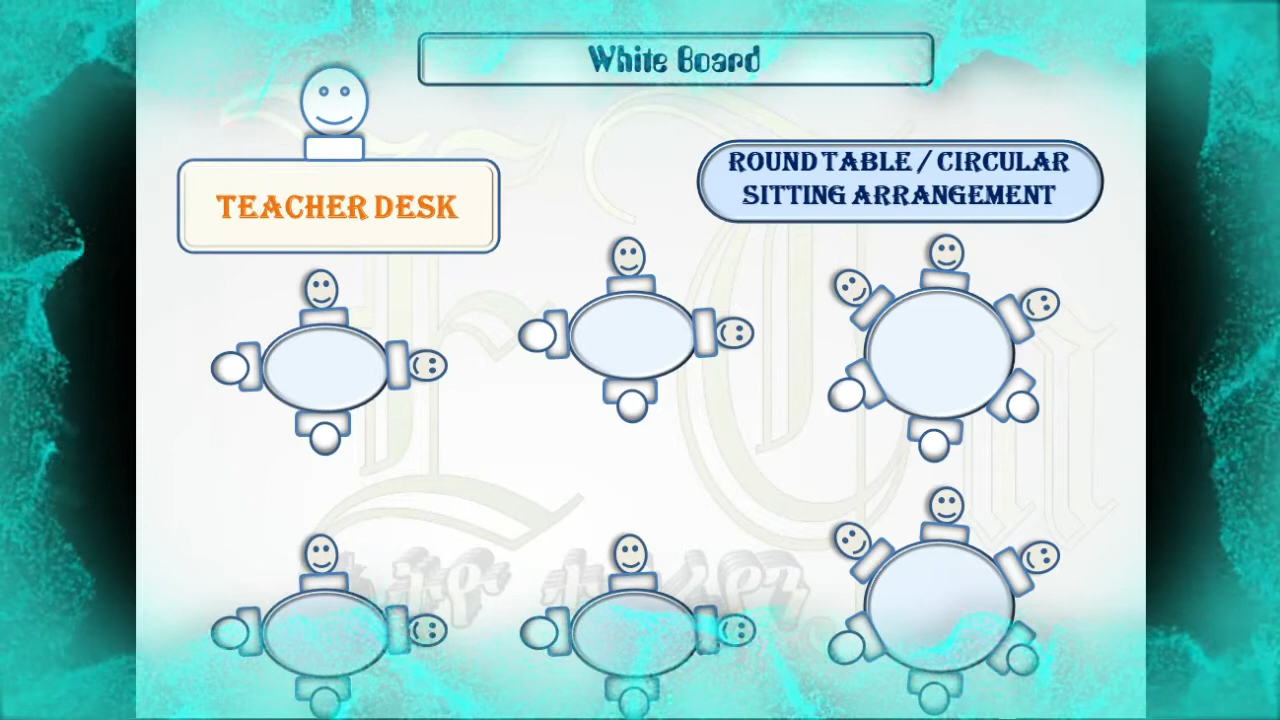 White Board
ROUND TABLE / CIRCULAR
SITTING ARRANGEMENT
TEACHER DESK